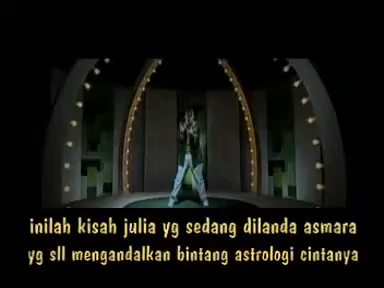 inilah kisah julia yg sedang dilanda asmara
yg sll mengandalkan bintang astrologi cintanya